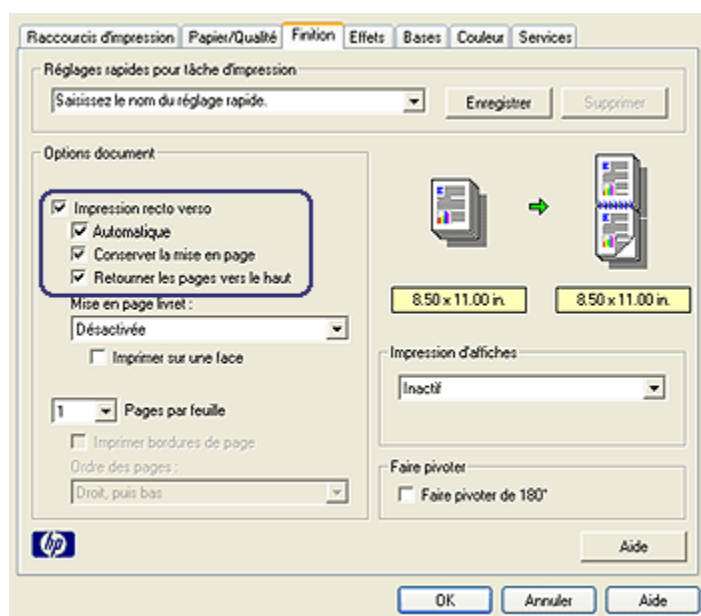 Raccourcis d'impression Papier/Qualité Finition Effets Bases Couleur Services
Réglages rapides pour tâche d'impression
Saisissez le nom du réglage rapide. Enregistrer Supprimer
Options document
Impression recto verso
Automatique
Conserver la mise en page
Retourner les pages vers le haut
Mise en page livret :
Désactivée
Imprimer sur une face
1 Pages par feuille
Imprimer bordures de page
Ordre des pages :
Droit, puis bas
8.50 x 11.00 in. 8.50 x 11.00 in.
Impression d'affiches
Inactif
Faire pivoter
Faire pivoter de 180°
hp
Aide
OK Annuler Aide